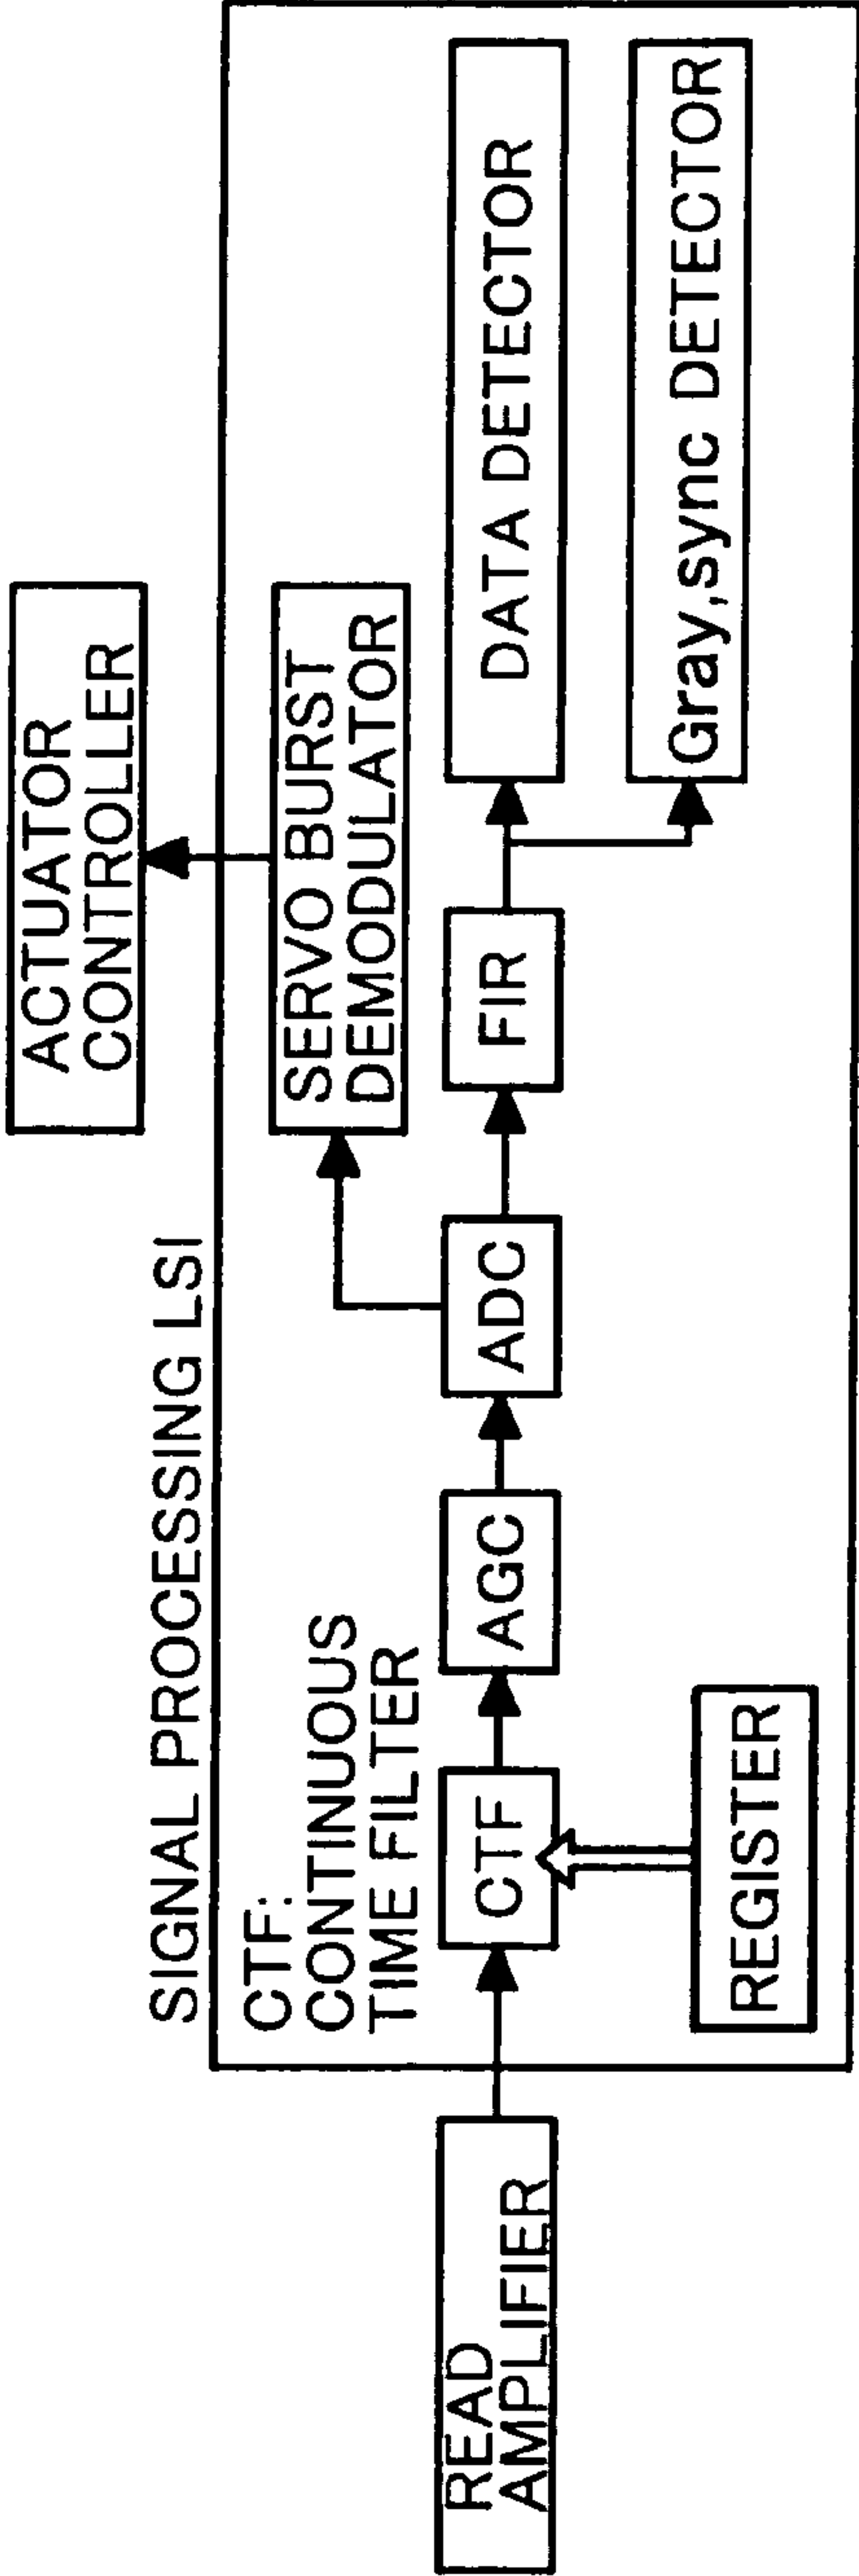 ACTUATOR
CONTROLLER
SIGNAL PROCESSING LSI
CTF:
CONTINUOUS
TIME FILTER
SERVO BURST
DEMODULATOR
READ
AMPLIFIER
CTF
AGC
ADC
FIR
DATA DETECTOR
REGISTER
Gray,sync DETECTOR